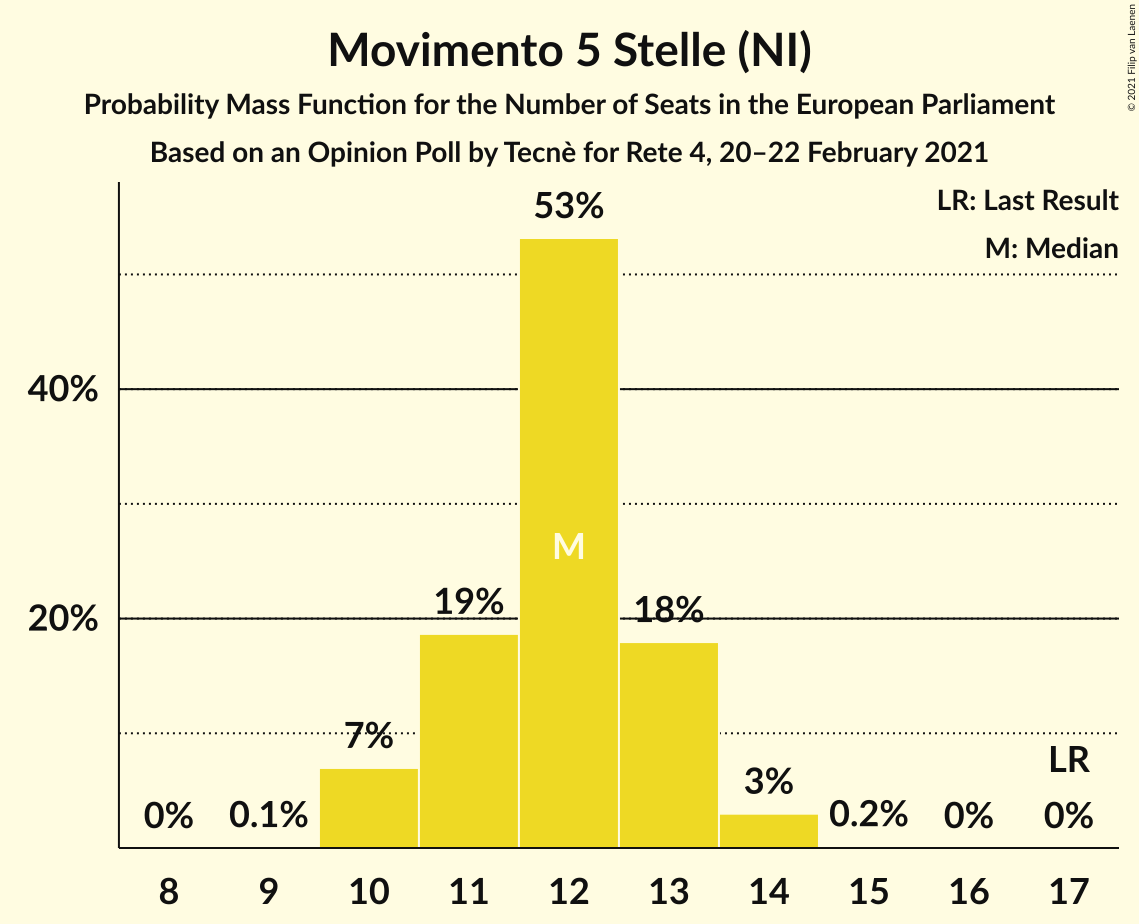 Movimento 5 Stelle (NI)
Probability Mass Function for the Number of Seats in the European Parliament
Based on an Opinion Poll by Tecnè for Rete 4, 20–22 February 2021
© 2021 Filip van Laenen
LR: Last Result
M: Median
53%
40%
M
19%
18%
20%
7%
LR
3%
0%
0.1%
0.2%
0%
0%
8 9 10 11 12 13 14 15 16 17